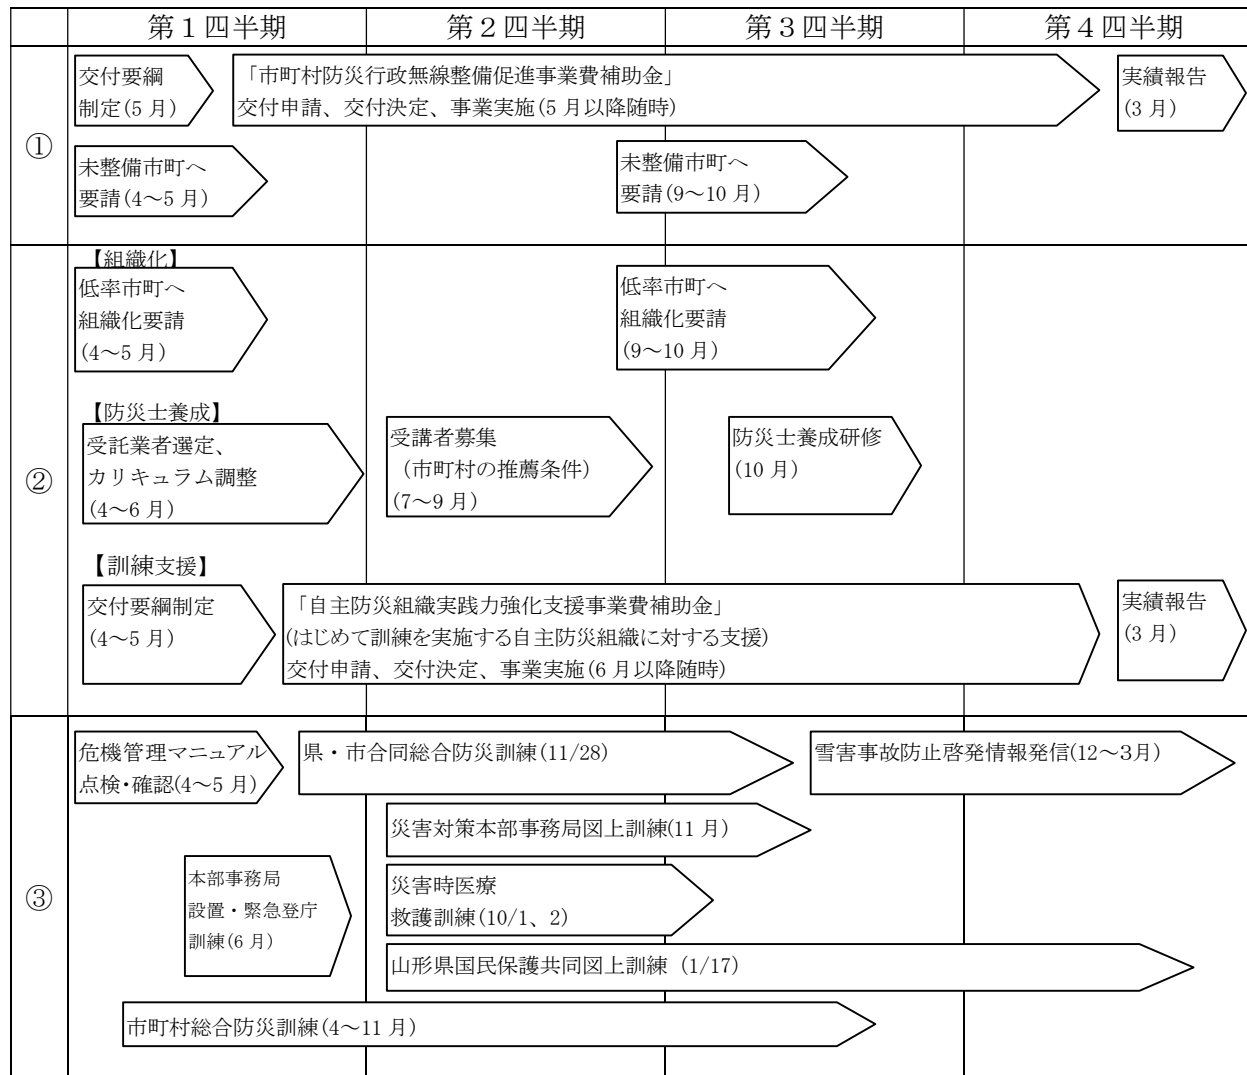 第１四半期
第２四半期
第３四半期
第４四半期
①
交付要綱
制定(5 月)
「市町村防災行政無線整備促進事業費補助金」
交付申請、交付決定、事業実施(5 月以降随時)
実績報告
(3 月)
未整備市町へ
要請(4～5 月)
未整備市町へ
要請(9～10 月)
②
【組織化】
低率市町へ
組織化要請
(4～5 月)
低率市町へ
組織化要請
(9～10 月)
【防災士養成】
受託業者選定、
カリキュラム調整
(4～6 月)
受講者募集
（市町村の推薦条件）
(7～9 月)
防災士養成研修
(10 月)
【訓練支援】
交付要綱制定
(4～5 月)
「自主防災組織実践力強化支援事業費補助金」
(はじめて訓練を実施する自主防災組織に対する支援)
交付申請、交付決定、事業実施(6 月以降随時)
実績報告
(3 月)
③
危機管理マニュアル
点検・確認(4～5 月)
県・市合同総合防災訓練(11/28)
雪害事故防止啓発情報発信(12～3月)
災害対策本部事務局図上訓練(11 月)
本部事務局
設置・緊急登庁
訓練(6 月)
災害時医療
救護訓練(10/1、2)
山形県国民保護共同図上訓練 (1/17)
市町村総合防災訓練(4～11 月)